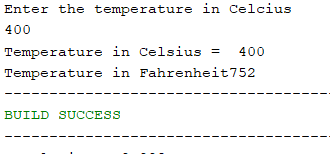 Enter the temperature in Celcius
400
Temperature in Celsius =  400
Temperature in Fahrenheit752
------------------------------------
BUILD SUCCESS
------------------------------------